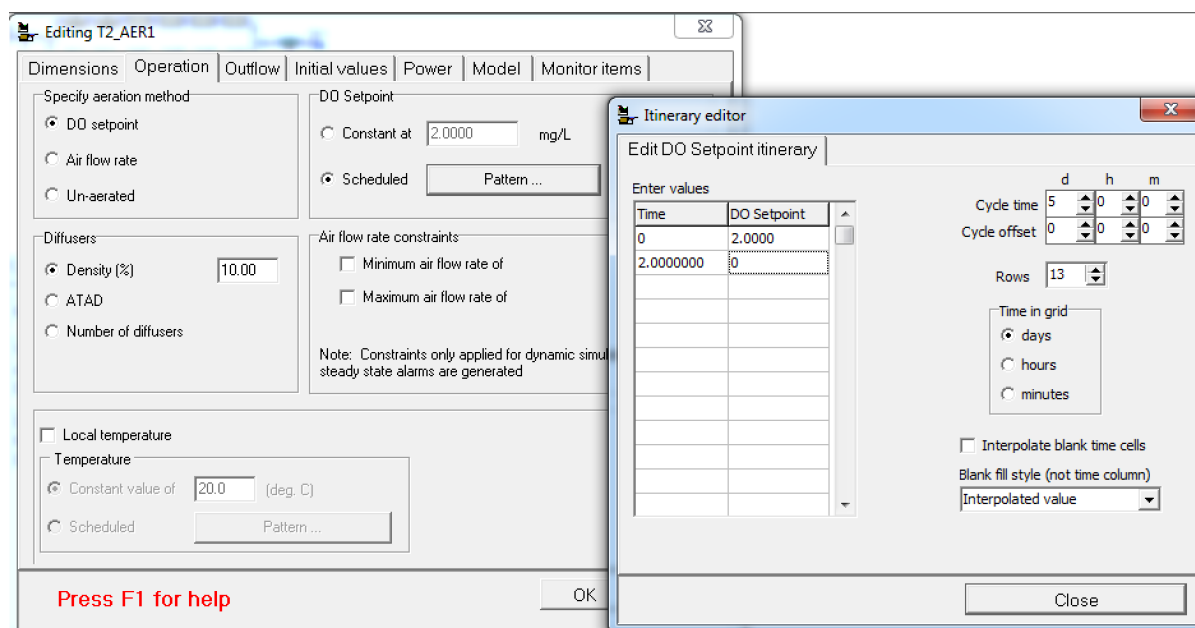 Editing T2_AER1
Dimensions Operation Outflow Initial values Power Model Monitor items
Specify aeration method
DO setpoint
Air flow rate
Un-aerated
DO Setpoint
Constant at 2.0000 mg/L
Scheduled Pattern ...
Diffusers
Density (%) 10.00
ATAD
Number of diffusers
Air flow rate constraints
Minimum air flow rate of
Maximum air flow rate of
Note: Constraints only applied for dynamic simul
steady state alarms are generated
Local temperature
Temperature
Constant value of 20.0 (deg. C)
Scheduled Pattern ...
Press F1 for help
OK
Itinerary editor
Edit DO Setpoint itinerary
Enter values
Time DO Setpoint
0 2.0000
2.0000000 0
d h m
Cycle time 5 0 0
Cycle offset 0 0 0
Rows 13
Time in grid
days
hours
minutes
Interpolate blank time cells
Blank fill style (not time column)
Interpolated value
Close